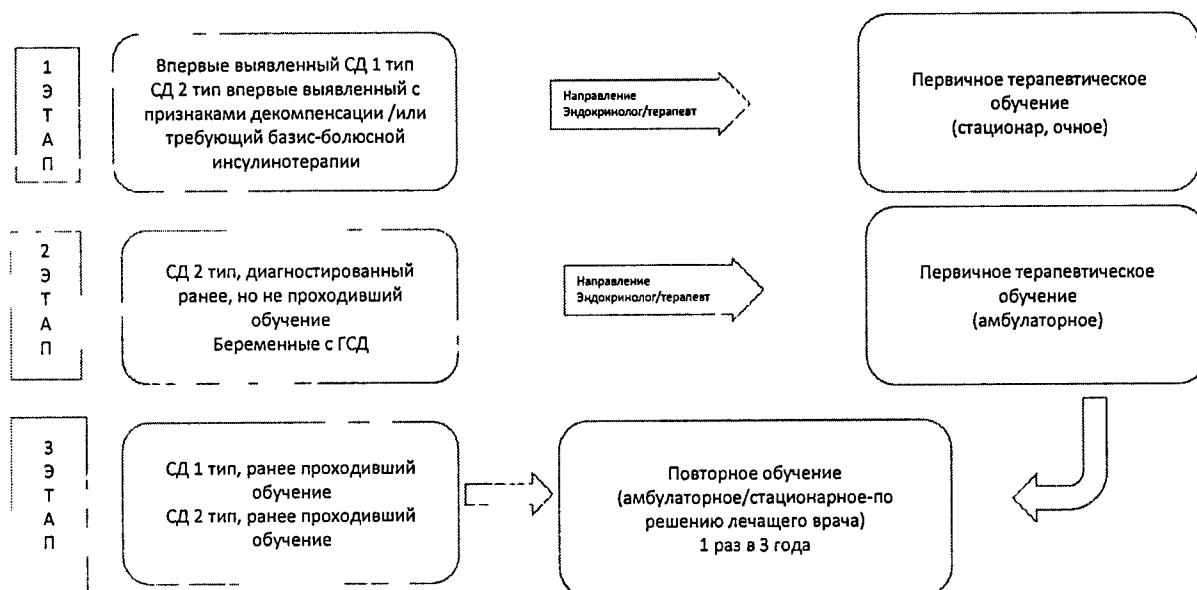 1
Э
Т
А
П
Впервые выявленный СД 1 тип
СД 2 тип впервые выявленный с
признаками декомпенсации /или
требующий базис-болюсной
инсулинотерапии
Направление
Эндокринолог/терапевт
Первичное терапевтическое
обучение
(стационар, очное)
2
Э
Т
А
П
СД 2 тип, диагностированный
ранее, но не проходивший
обучение
Беременные с ГСД
Направление
Эндокринолог/терапевт
Первичное терапевтическое
обучение
(амбулаторное)
3
Э
Т
А
П
СД 1 тип, ранее проходивший
обучение
СД 2 тип, ранее проходивший
обучение
Повторное обучение
(амбулаторное/стационарное-по
решению лечащего врача)
1 раз в 3 года